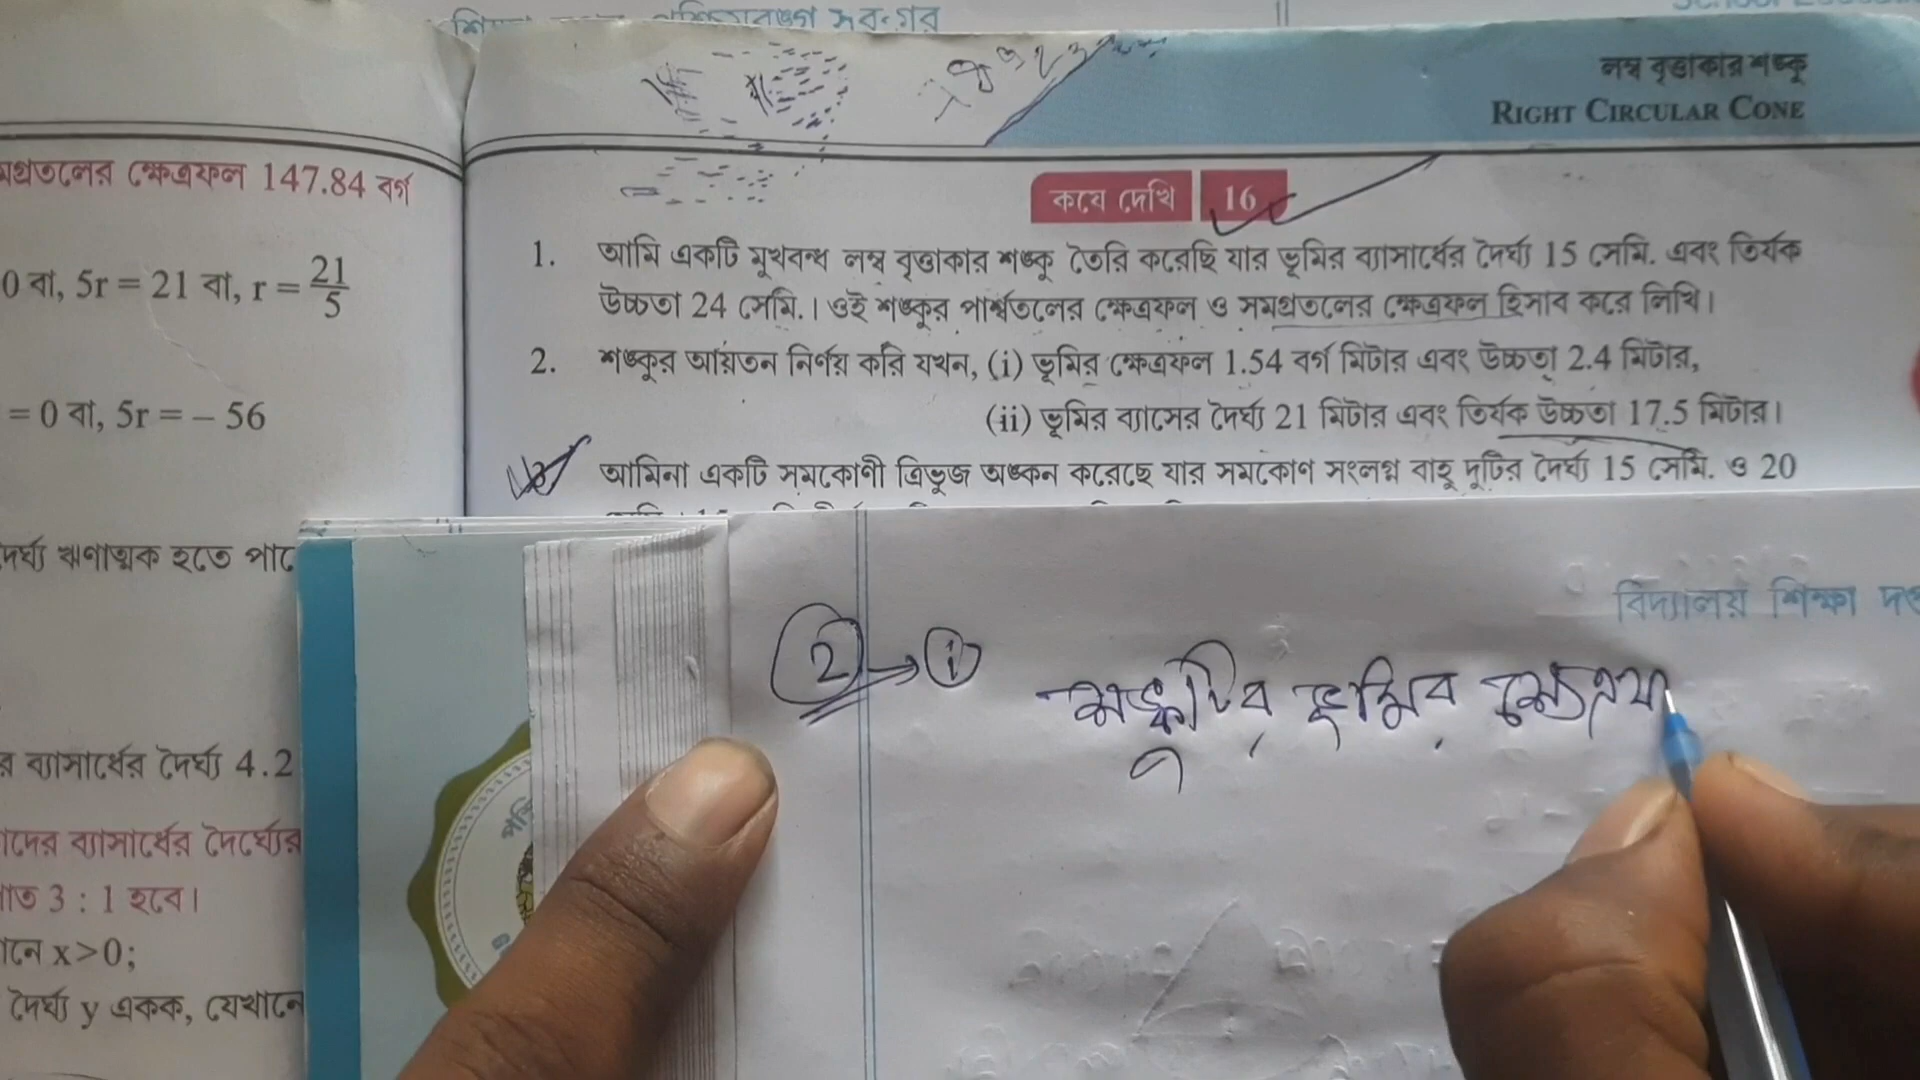 লম্ব বৃত্তাকার শঙ্কু
RIGHT CIRCULAR CONE
মগ্রতলের ক্ষেত্রফল 147.84 বর্গ
0 বা, 5r = 21 বা, r = 21/5
= 0 বা, 5r = – 56
দৈর্ঘ্য ঋণাত্মক হতে পারে
র ব্যাসার্ধের দৈর্ঘ্য 4.2
াদের ব্যাসার্ধের দৈর্ঘ্যের
পাত 3 : 1 হবে।
খানে x>0;
দৈর্ঘ্য y একক, যেখানে
কষে দেখি 16
1. আমি একটি মুখবন্ধ লম্ব বৃত্তাকার শঙ্কু তৈরি করেছি যার ভূমির ব্যাসার্ধের দৈর্ঘ্য 15 সেমি. এবং তির্যক
উচ্চতা 24 সেমি.। ওই শঙ্কুর পার্শ্বতলের ক্ষেত্রফল ও সমগ্রতলের ক্ষেত্রফল হিসাব করে লিখি।
2. শঙ্কুর আয়তন নির্ণয় করি যখন, (i) ভূমির ক্ষেত্রফল 1.54 বর্গ মিটার এবং উচ্চতা 2.4 মিটার,
(ii) ভূমির ব্যাসের দৈর্ঘ্য 21 মিটার এবং তির্যক উচ্চতা 17.5 মিটার।
3. আমিনা একটি সমকোণী ত্রিভুজ অঙ্কন করেছে যার সমকোণ সংলগ্ন বাহু দুটির দৈর্ঘ্য 15 সেমি. ও 20
বিদ্যালয় শিক্ষা দপ্ত
2 → i শঙ্কুটির ভূমির ক্ষেত্রফ